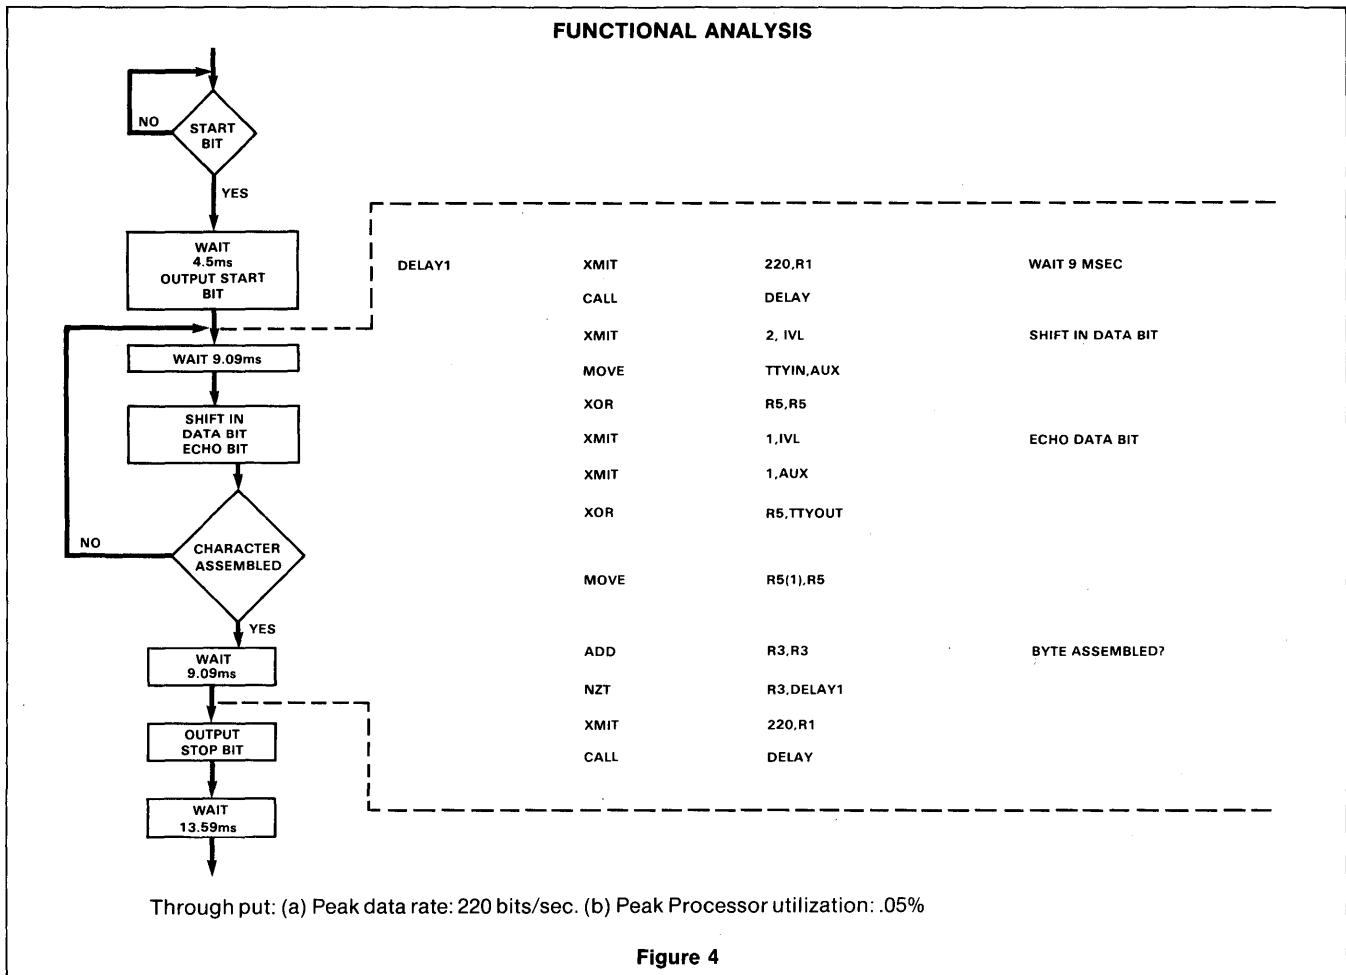 FUNCTIONAL ANALYSIS
START
BIT
NO
YES
WAIT
4.5ms
OUTPUT START
BIT
WAIT 9.09ms
SHIFT IN
DATA BIT
ECHO BIT
NO
CHARACTER
ASSEMBLED
YES
WAIT
9.09ms
OUTPUT
STOP BIT
WAIT
13.59ms
DELAY1 XMIT 220,R1 WAIT 9 MSEC
CALL DELAY
XMIT 2, IVL SHIFT IN DATA BIT
MOVE TTYIN,AUX
XOR R5,R5
XMIT 1,IVL ECHO DATA BIT
XMIT 1,AUX
XOR R5,TTYOUT
MOVE R5(1),R5
ADD R3,R3 BYTE ASSEMBLED?
NZT R3,DELAY1
XMIT 220,R1
CALL DELAY
Through put: (a) Peak data rate: 220 bits/sec. (b) Peak Processor utilization: .05%
Figure 4